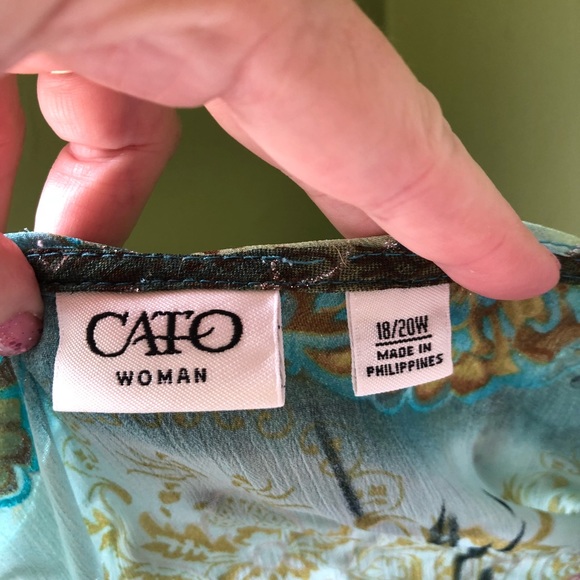 CATO
WOMAN
18/20W
MADE IN
PHILIPPINES